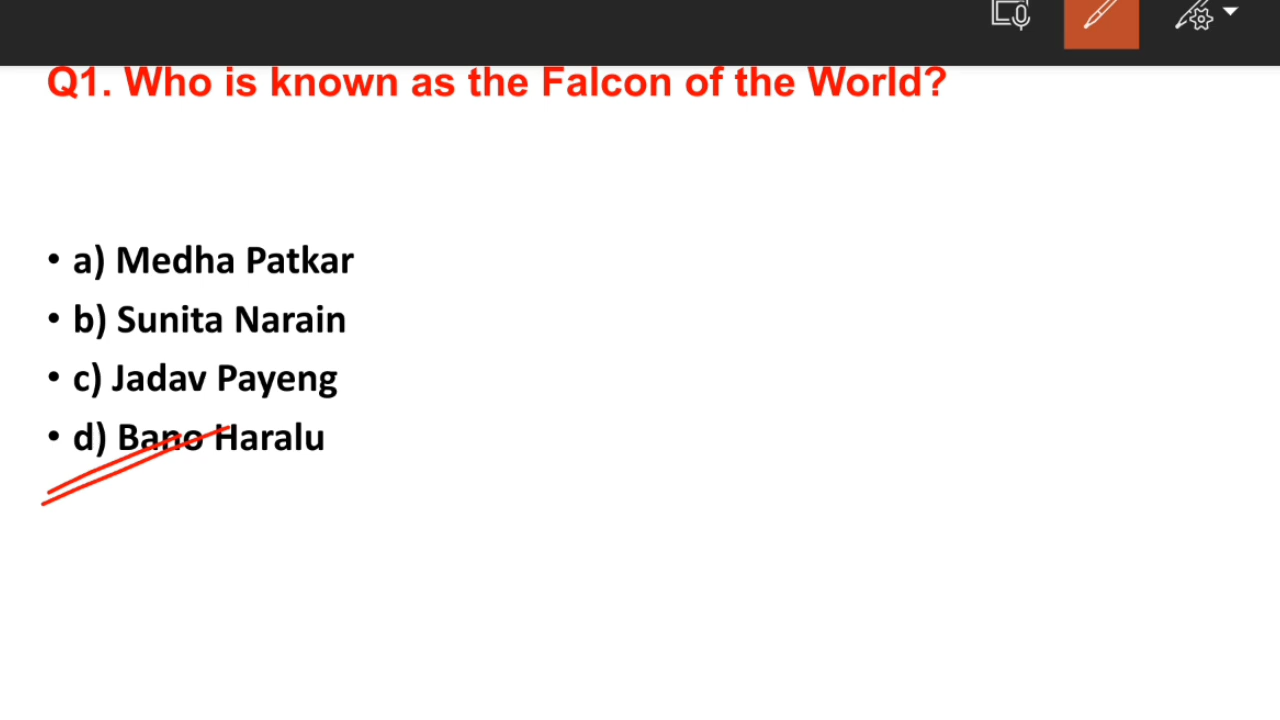 Q1. Who is known as the Falcon of the World?
• a) Medha Patkar
• b) Sunita Narain
• c) Jadav Payeng
• d) Bano Haralu